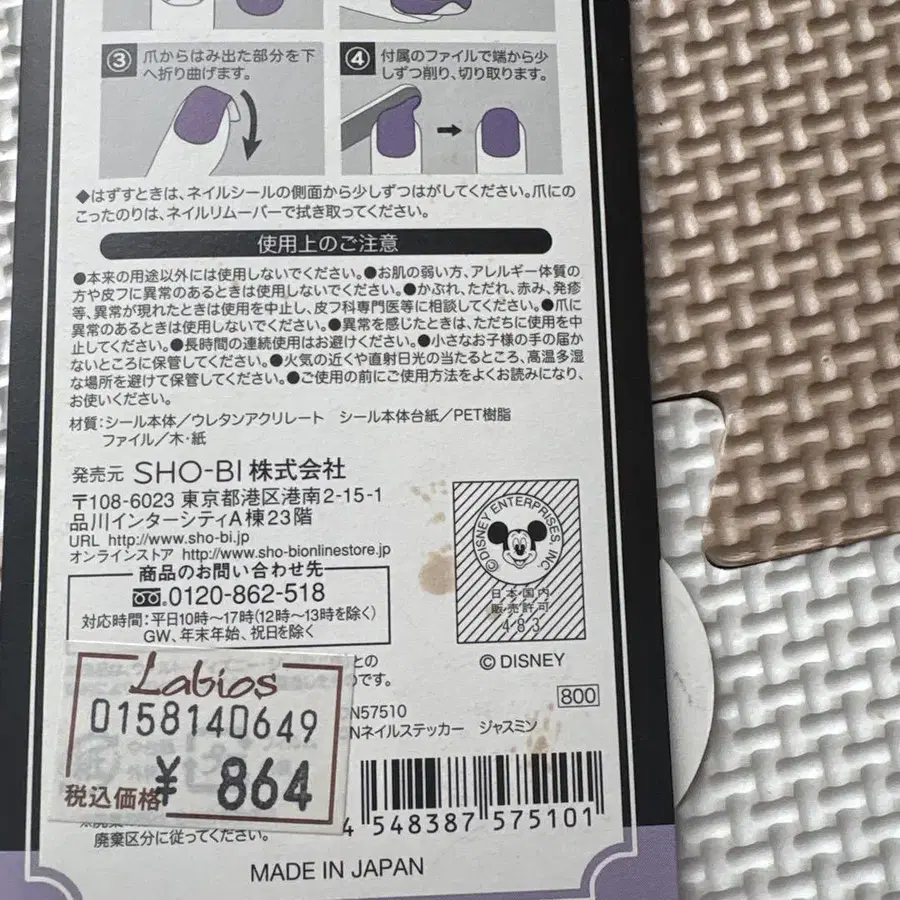 ③ 爪からはみ出た部分を下
へ折り曲げます。
④ 付属のファイルで端から少
しずつ削り、切り取ります。
◆はずすときは、ネイルシールの側面から少しずつはがしてください。爪にの
こったのりは、ネイルリムーバーで拭き取ってください。
使用上のご注意
●本来の用途以外には使用しないでください。●お肌の弱い方、アレルギー体質の
方や皮フに異常のあるときは使用しないでください。●かぶれ、ただれ、赤み、発疹
等、異常が現れたときは使用を中止し、皮フ科専門医等に相談してください。●爪に
異常のあるときは使用しないでください。●異常を感じたときは、ただちに使用を中
止してください。●長時間の連続使用はお避けください。●小さなお子様の手の届か
ないところに保管してください。●火気の近くや直射日光の当たるところ、高温多湿
な場所を避けて保管してください。●ご使用の前にご使用方法をよくお読みになり、
お使いください。
材質：シール本体／ウレタンアクリレート　シール本体台紙／PET樹脂
ファイル／木・紙
発売元 SHO-BI株式会社
〒108-6023 東京都港区港南2-15-1
品川インターシティA棟23階
URL http://www.sho-bi.jp
オンラインストア http://www.sho-bionlinestore.jp
商品のお問い合わせ先
0120-862-518
対応時間：平日10時〜17時(12時〜13時を除く)
GW、年末年始、祝日を除く
©DISNEY ENTERPRISES INC.
日本国内
販売許可
483
© DISNEY
との
です。
800
N57510
Nネイルステッカー　ジャスミン
Labios
0158140649
税込価格 ¥ 864
4 548387 575101
廃棄区分に従ってください。
MADE IN JAPAN